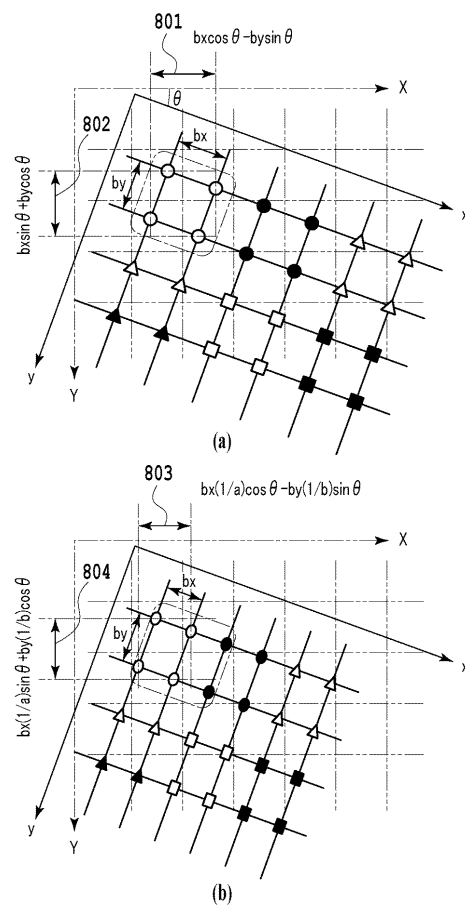 801
bxcosθ-bysinθ
X
θ
802
bx
by
bxsinθ+bycosθ
x
y
Y
(a)
803
bx(1/a)cosθ-by(1/b)sinθ
X
804
bx
by
bx(1/a)sinθ+by(1/b)cosθ
x
y
Y
(b)